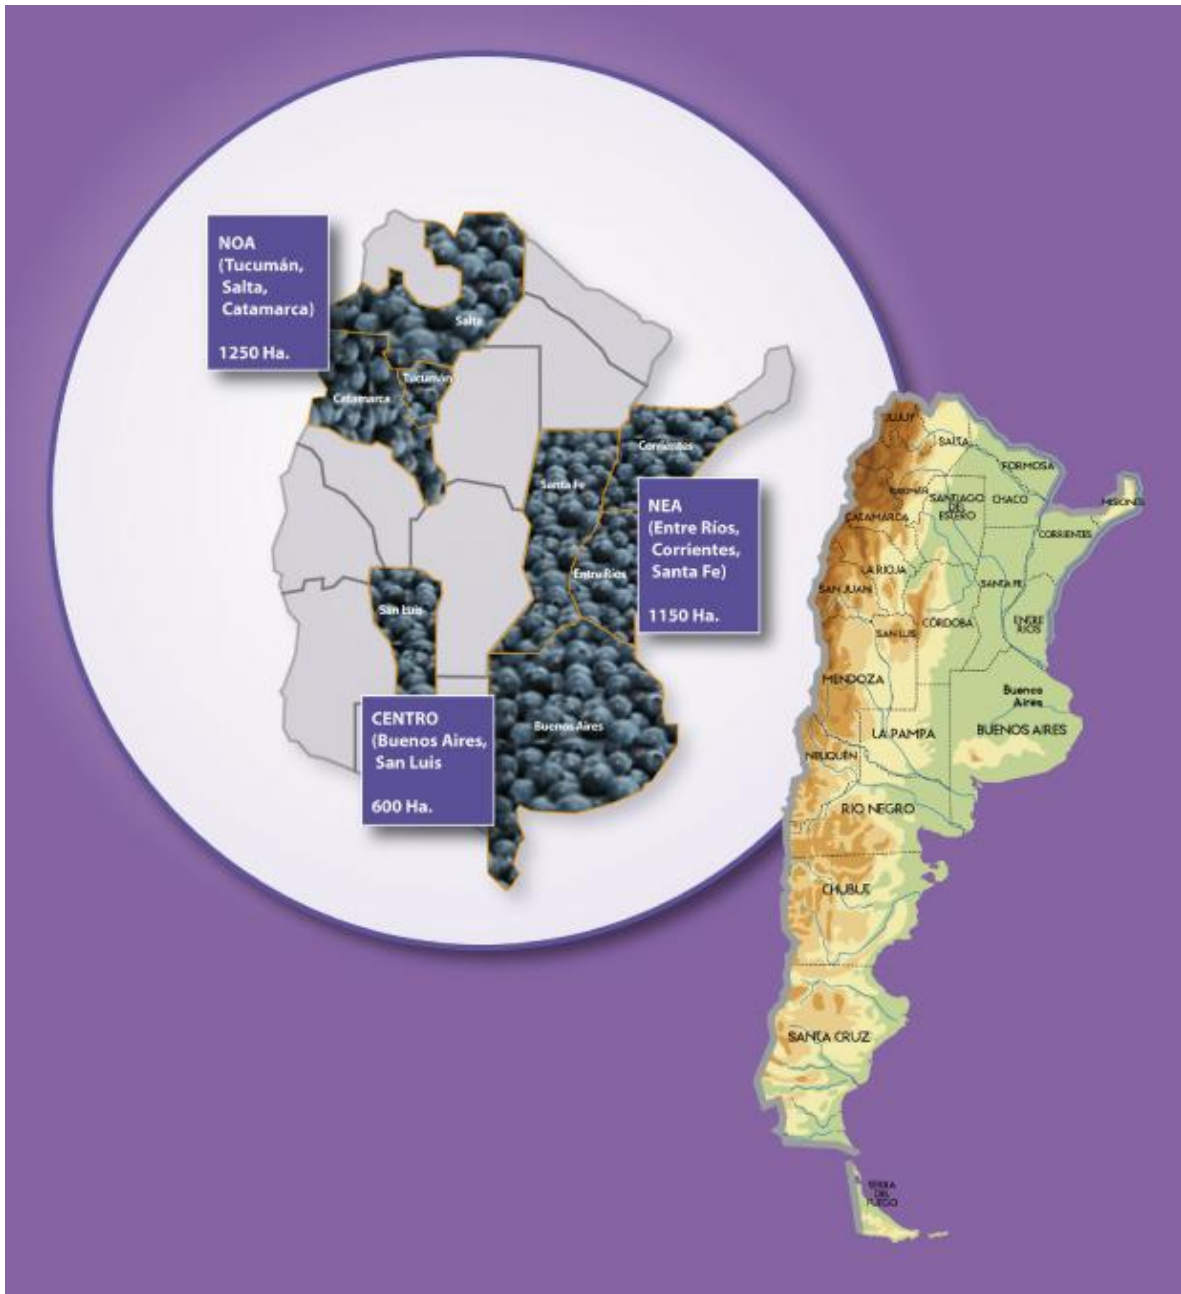 NOA
(Tucumán,
Salta,
Catamarca)
1250 Ha.
Salta
Tucumán
Catamarca
Corrientes
Santa Fe
NEA
(Entre Ríos,
Corrientes,
Santa Fe)
1150 Ha.
Entre Ríos
San Luis
CENTRO
(Buenos Aires,
San Luis
600 Ha.
Buenos Aires
JUJUY
SALTA
FORMOSA
CHACO
MISIONES
SANTIAGO
DEL
ESTERO
CATAMARCA
CORRIENTES
LA RIOJA
SANTA FE
SAN JUAN
ENTRE
RIOS
CÓRDOBA
SAN LUIS
MENDOZA
Buenos
Aires
BUENOS AIRES
LA PAMPA
NEUQUEN
RIO NEGRO
CHUBUT
SANTA CRUZ
DEL
FUEGO